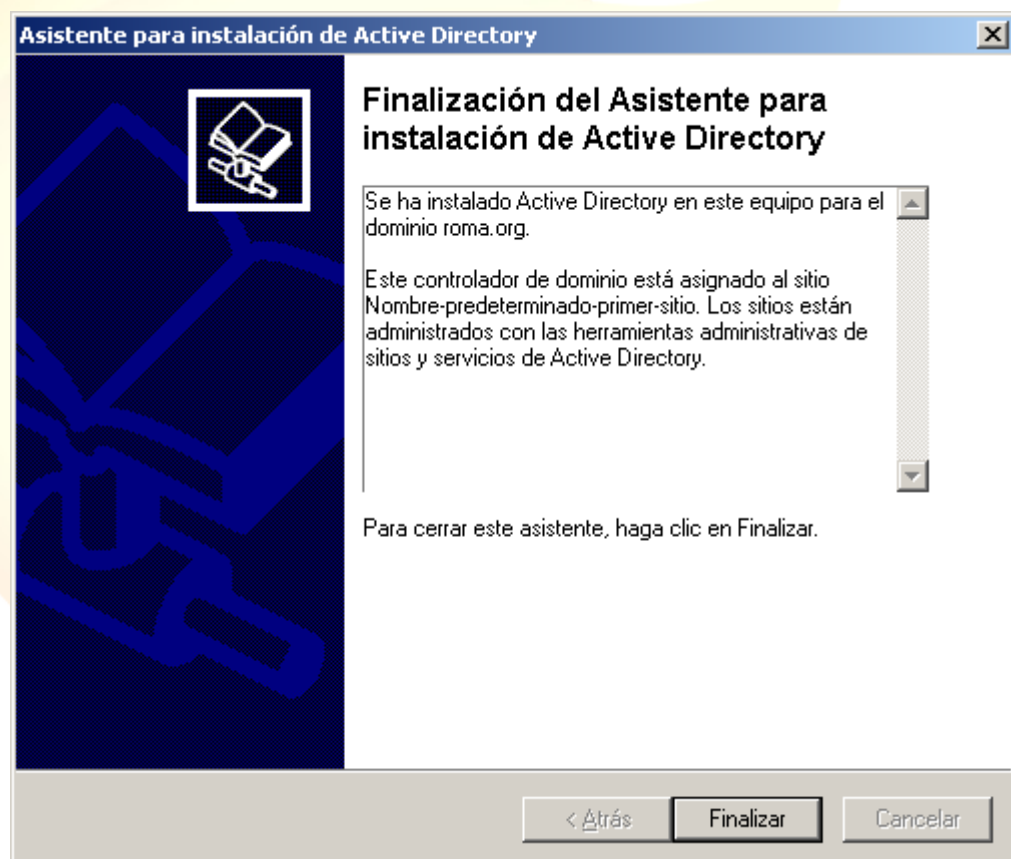 Asistente para instalación de Active Directory
Finalización del Asistente para
instalación de Active Directory
Se ha instalado Active Directory en este equipo para el
dominio roma.org.
Este controlador de dominio está asignado al sitio
Nombre-predeterminado-primer-sitio. Los sitios están
administrados con las herramientas administrativas de
sitios y servicios de Active Directory.
Para cerrar este asistente, haga clic en Finalizar.
< Atrás
Finalizar
Cancelar